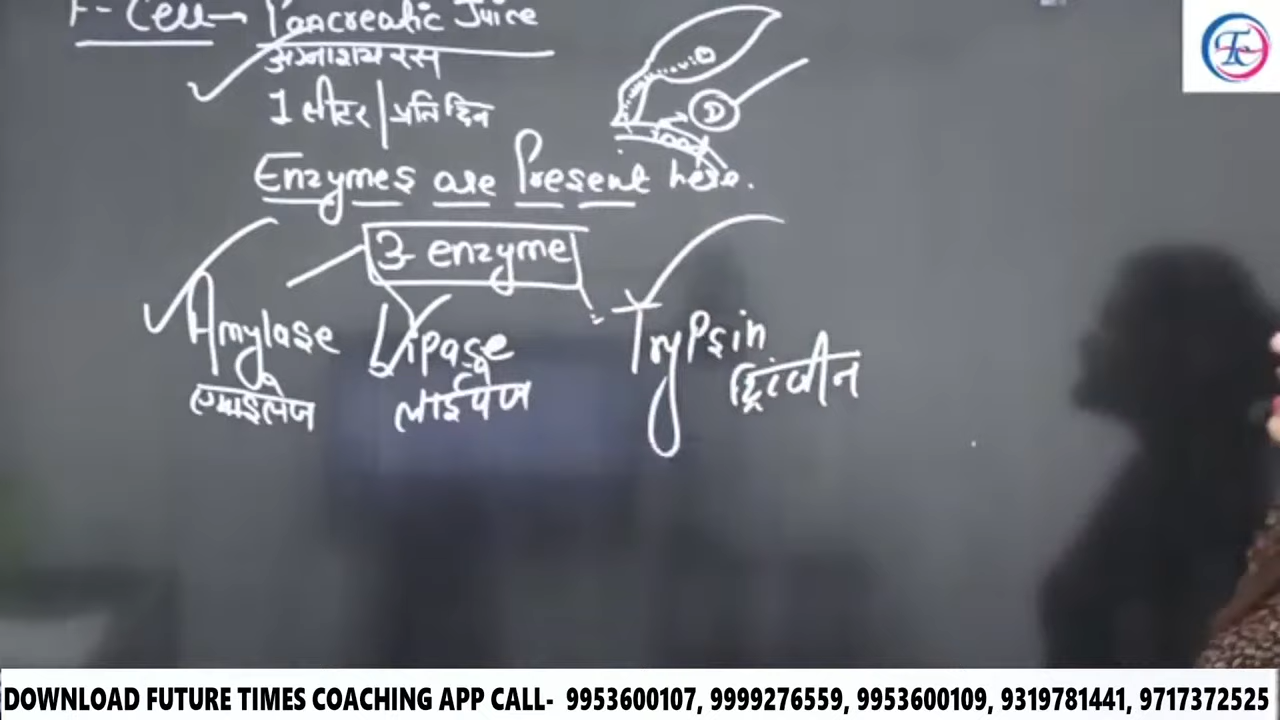 F- Cell → Pancreatic Juice
अग्नाशय रस
1 लीटर | प्रति दिन
D
Enzymes are Present here.
3 enzyme
Amylase Lipase Trypsin
एमाइलेज लाईपेज ट्रिप्सीन
DOWNLOAD FUTURE TIMES COACHING APP CALL- 9953600107, 9999276559, 9953600109, 9319781441, 9717372525